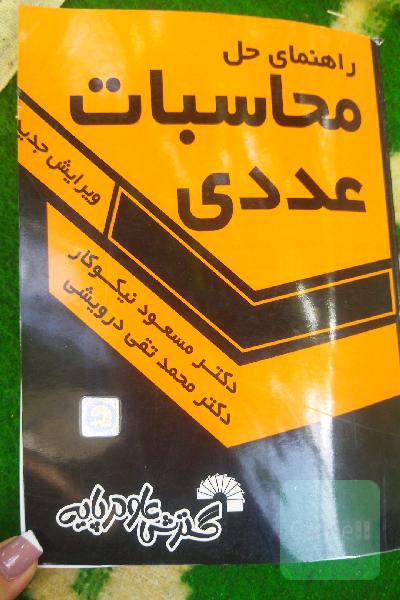 راهنمای حل
محاسبات
عددی
ویرایش جدید
دکتر مسعود نیکوکار
دکتر محمد تقی درویشی
گسترش علوم پایه